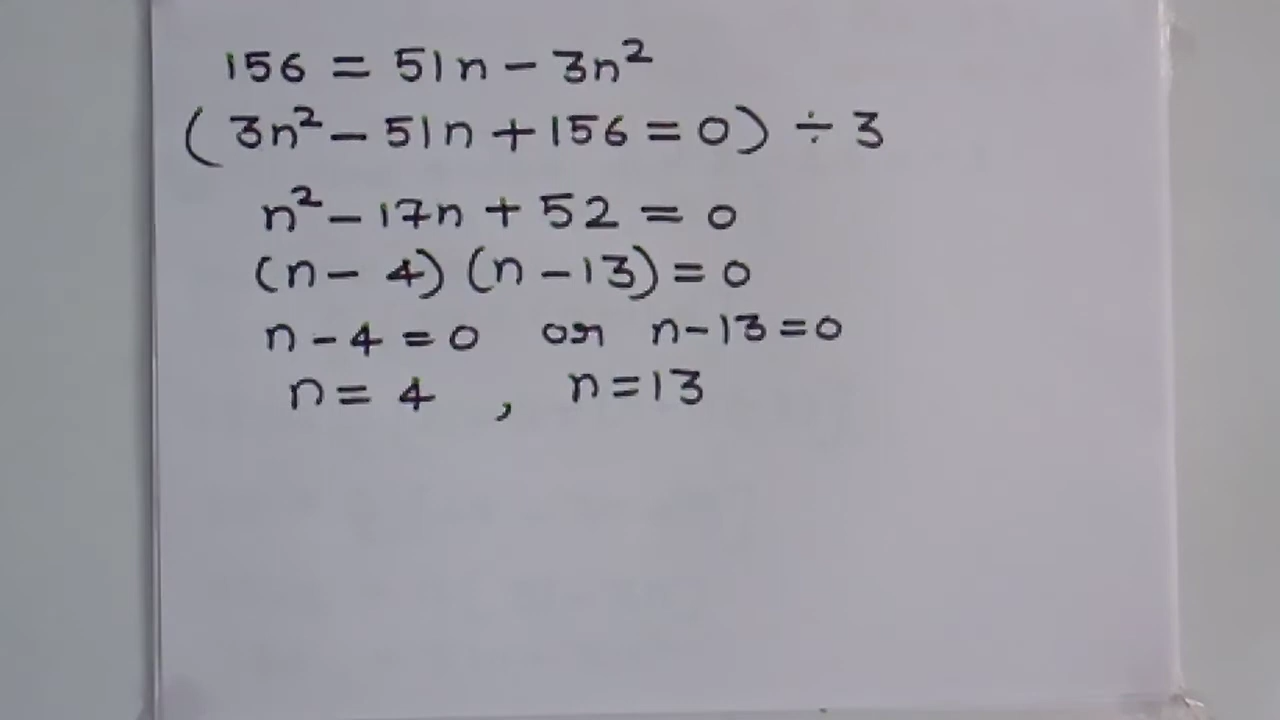 156 = 51n - 3n²
(3n² - 51n + 156 = 0) ÷ 3
n² - 17n + 52 = 0
(n - 4) (n - 13) = 0
n - 4 = 0 or n - 13 = 0
n = 4 , n = 13